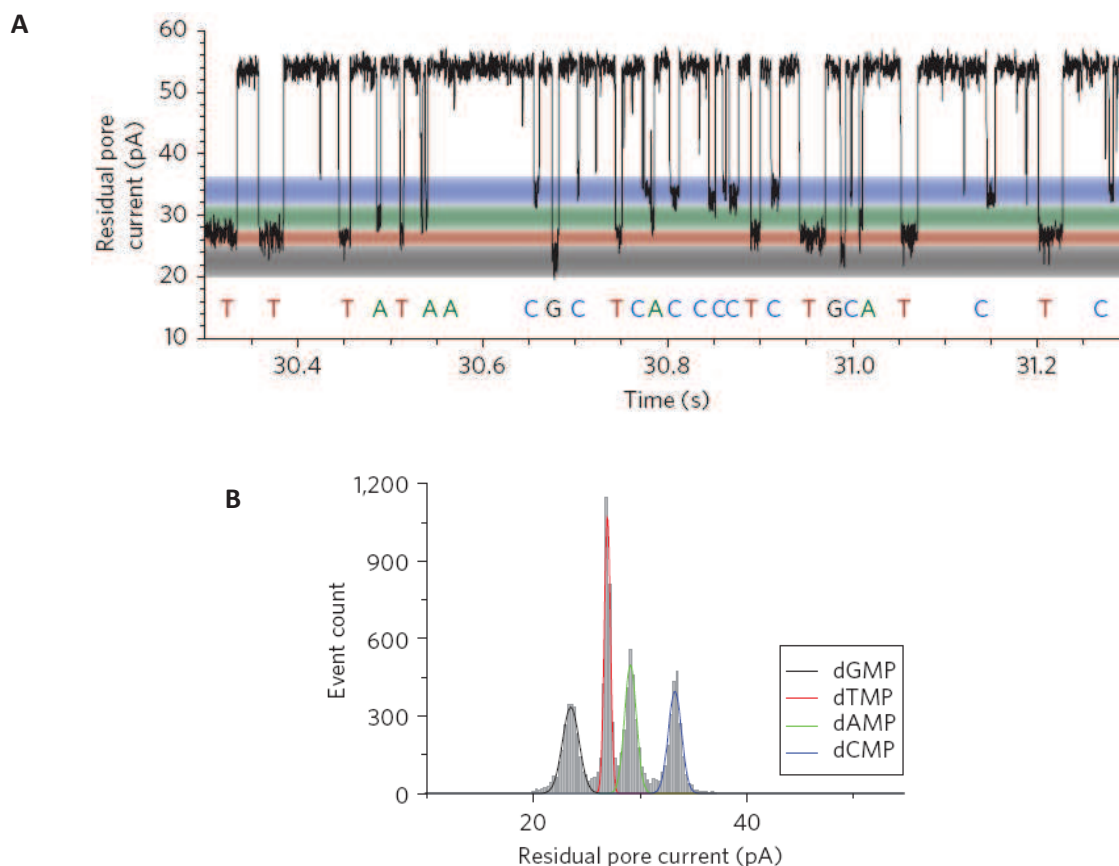 A
60
50
40
30
20
10
Residual pore
current (pA)
T T T A T A A C G C T C A C C C C T C T G C A T C T C
30.4 30.6 30.8 31.0 31.2
Time (s)
B
1,200
900
600
300
0
Event count
dGMP
dTMP
dAMP
dCMP
20 40
Residual pore current (pA)